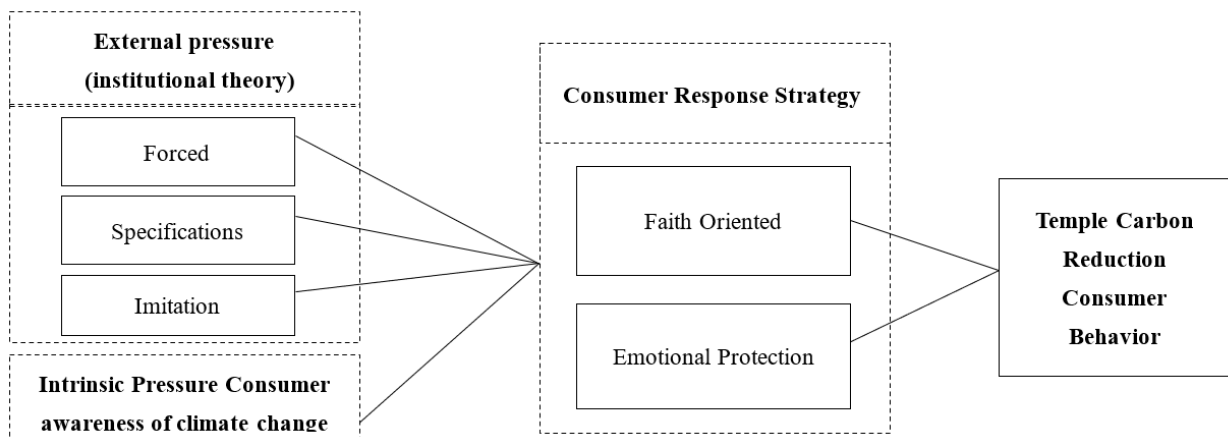 External pressure
(institutional theory)
Forced
Specifications
Imitation
Intrinsic Pressure Consumer
awareness of climate change
Consumer Response Strategy
Faith Oriented
Emotional Protection
Temple Carbon
Reduction
Consumer
Behavior